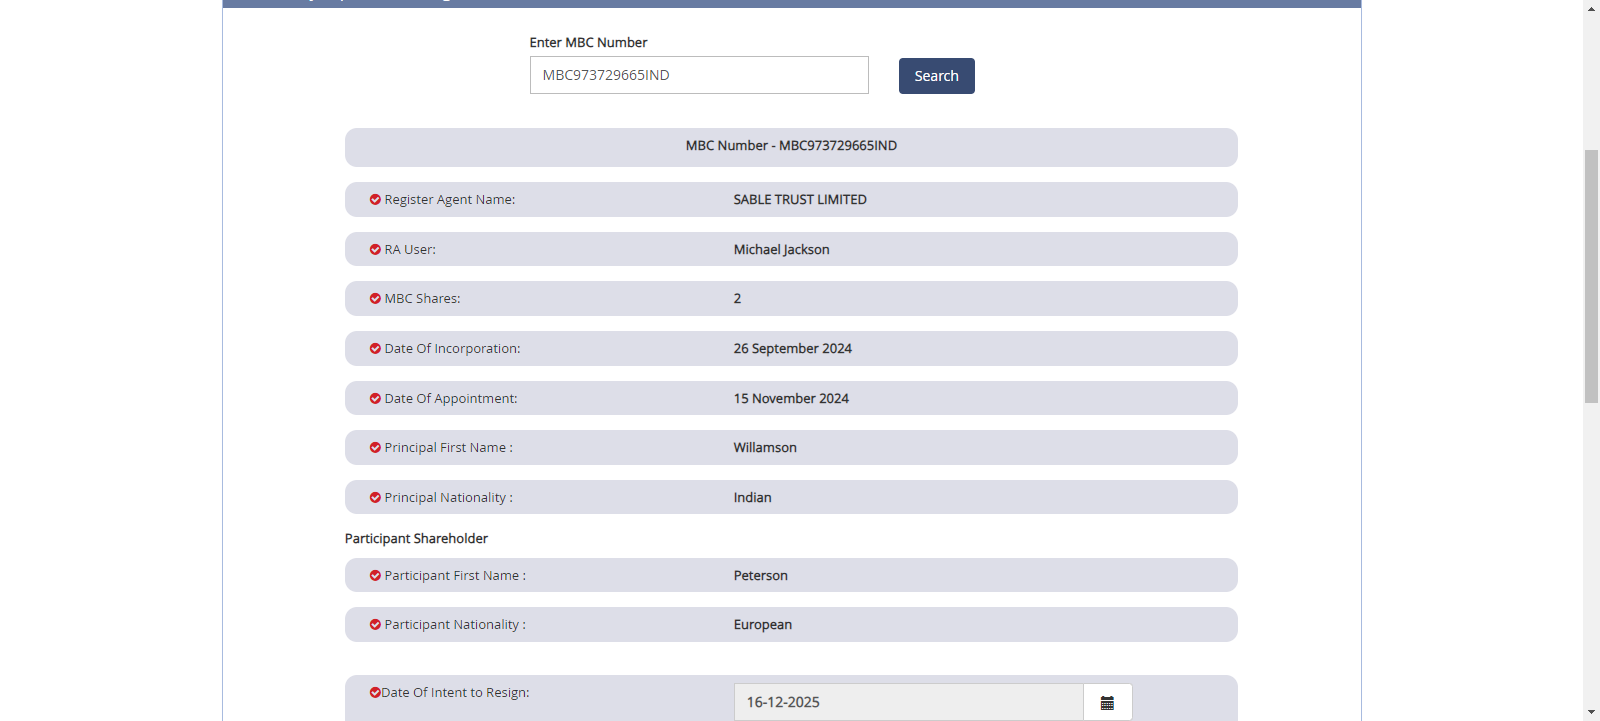 Enter MBC Number
MBC973729665IND
Search
MBC Number - MBC973729665IND
Register Agent Name: SABLE TRUST LIMITED
RA User: Michael Jackson
MBC Shares: 2
Date Of Incorporation: 26 September 2024
Date Of Appointment: 15 November 2024
Principal First Name : Willamson
Principal Nationality : Indian
Participant Shareholder
Participant First Name : Peterson
Participant Nationality : European
Date Of Intent to Resign: 16-12-2025